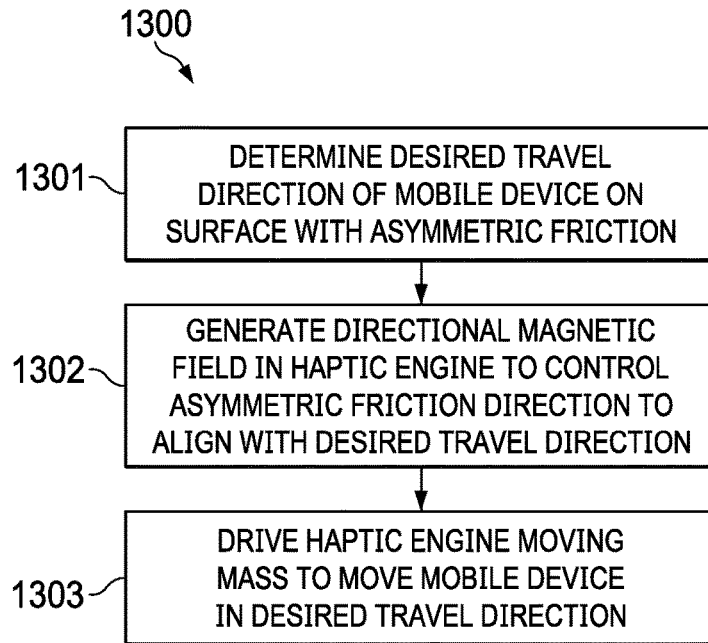 1300
1301
DETERMINE DESIRED TRAVEL
DIRECTION OF MOBILE DEVICE ON
SURFACE WITH ASYMMETRIC FRICTION
1302
GENERATE DIRECTIONAL MAGNETIC
FIELD IN HAPTIC ENGINE TO CONTROL
ASYMMETRIC FRICTION DIRECTION TO
ALIGN WITH DESIRED TRAVEL DIRECTION
1303
DRIVE HAPTIC ENGINE MOVING
MASS TO MOVE MOBILE DEVICE
IN DESIRED TRAVEL DIRECTION